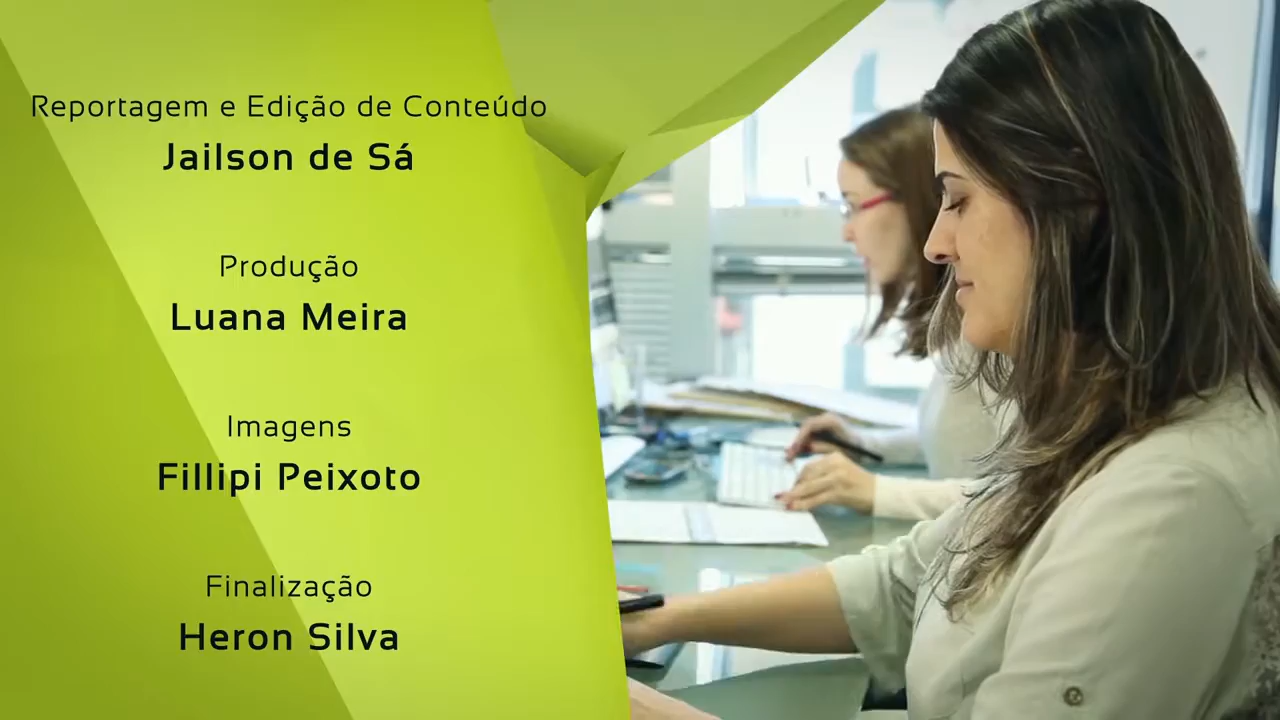 Reportagem e Edição de Conteúdo
Jailson de Sá
Produção
Luana Meira
Imagens
Fillipi Peixoto
Finalização
Heron Silva